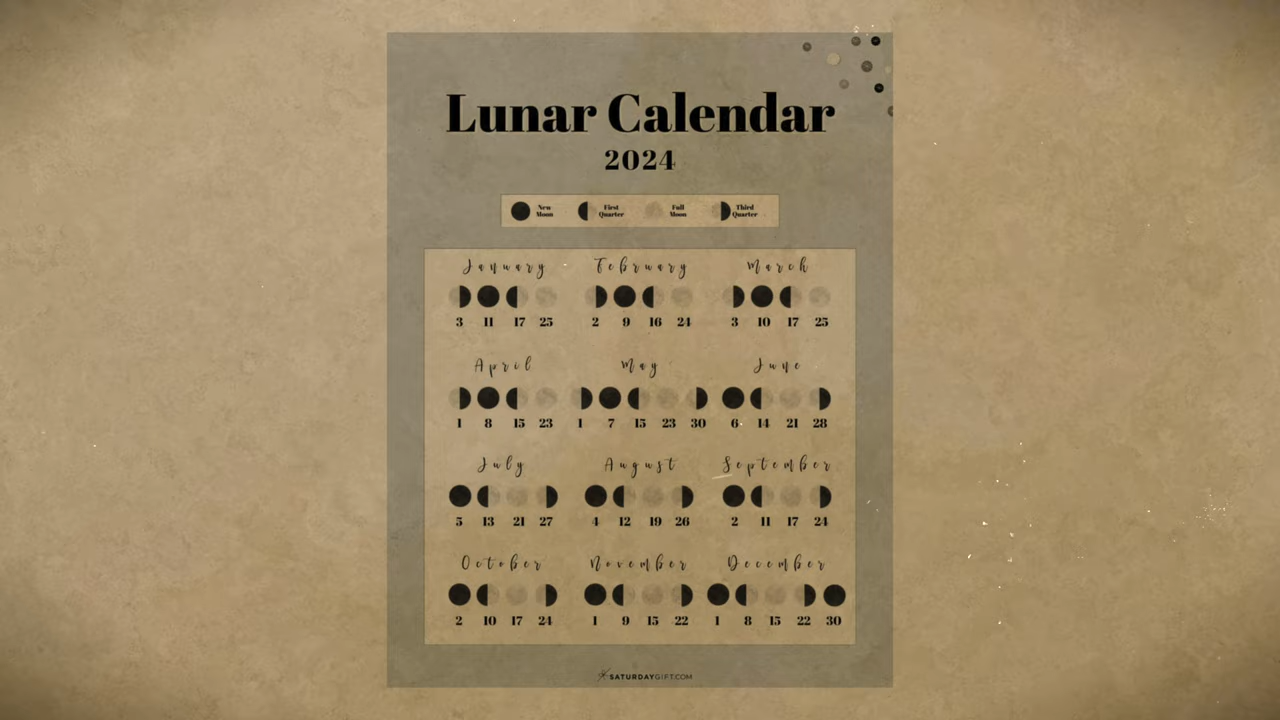 Lunar Calendar
2024
New Moon First Quarter Full Moon Third Quarter
January February March
3 11 17 25 2 9 16 24 3 10 17 25
April May June
1 8 15 23 1 7 15 23 30 6 14 21 28
July August September
5 13 21 27 4 12 19 26 2 11 17 24
October November December
2 10 17 24 1 9 15 22 1 8 15 22 30
SATURDAYGIFT.COM